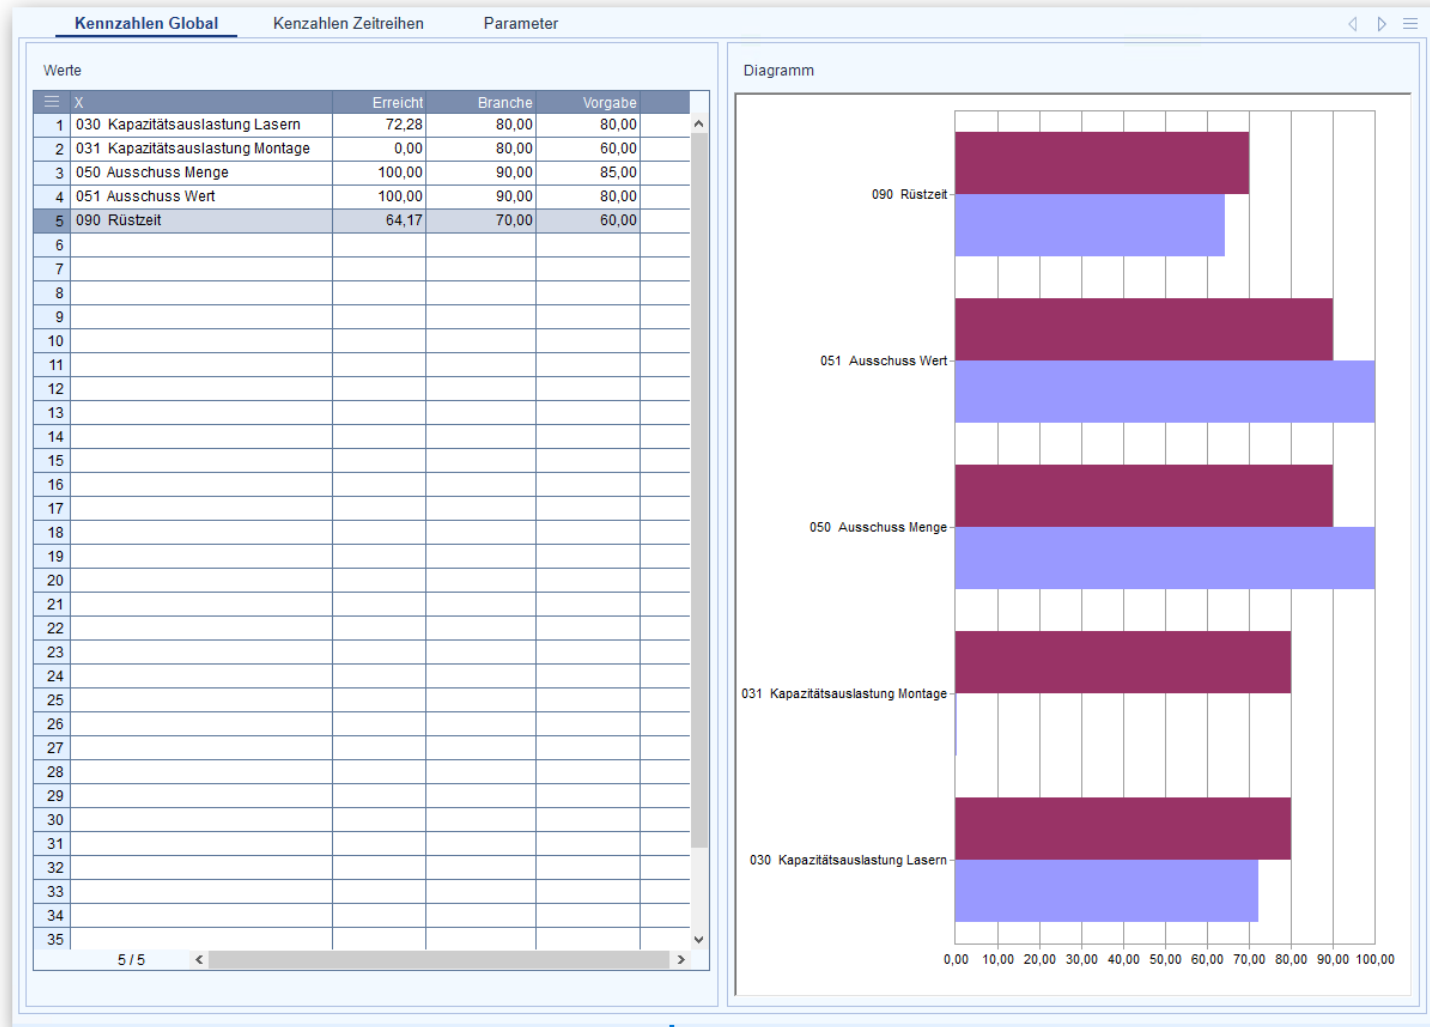 Kennzahlen Global Kenzahlen Zeitreihen Parameter
Werte
X Erreicht Branche Vorgabe
1 030 Kapazitätsauslastung Lasern 72,28 80,00 80,00
2 031 Kapazitätsauslastung Montage 0,00 80,00 60,00
3 050 Ausschuss Menge 100,00 90,00 85,00
4 051 Ausschuss Wert 100,00 90,00 80,00
5 090 Rüstzeit 64,17 70,00 60,00
6
7
8
9
10
11
12
13
14
15
16
17
18
19
20
21
22
23
24
25
26
27
28
29
30
31
32
33
34
35
5 / 5
Diagramm
090 Rüstzeit
051 Ausschuss Wert
050 Ausschuss Menge
031 Kapazitätsauslastung Montage
030 Kapazitätsauslastung Lasern
0,00 10,00 20,00 30,00 40,00 50,00 60,00 70,00 80,00 90,00 100,00